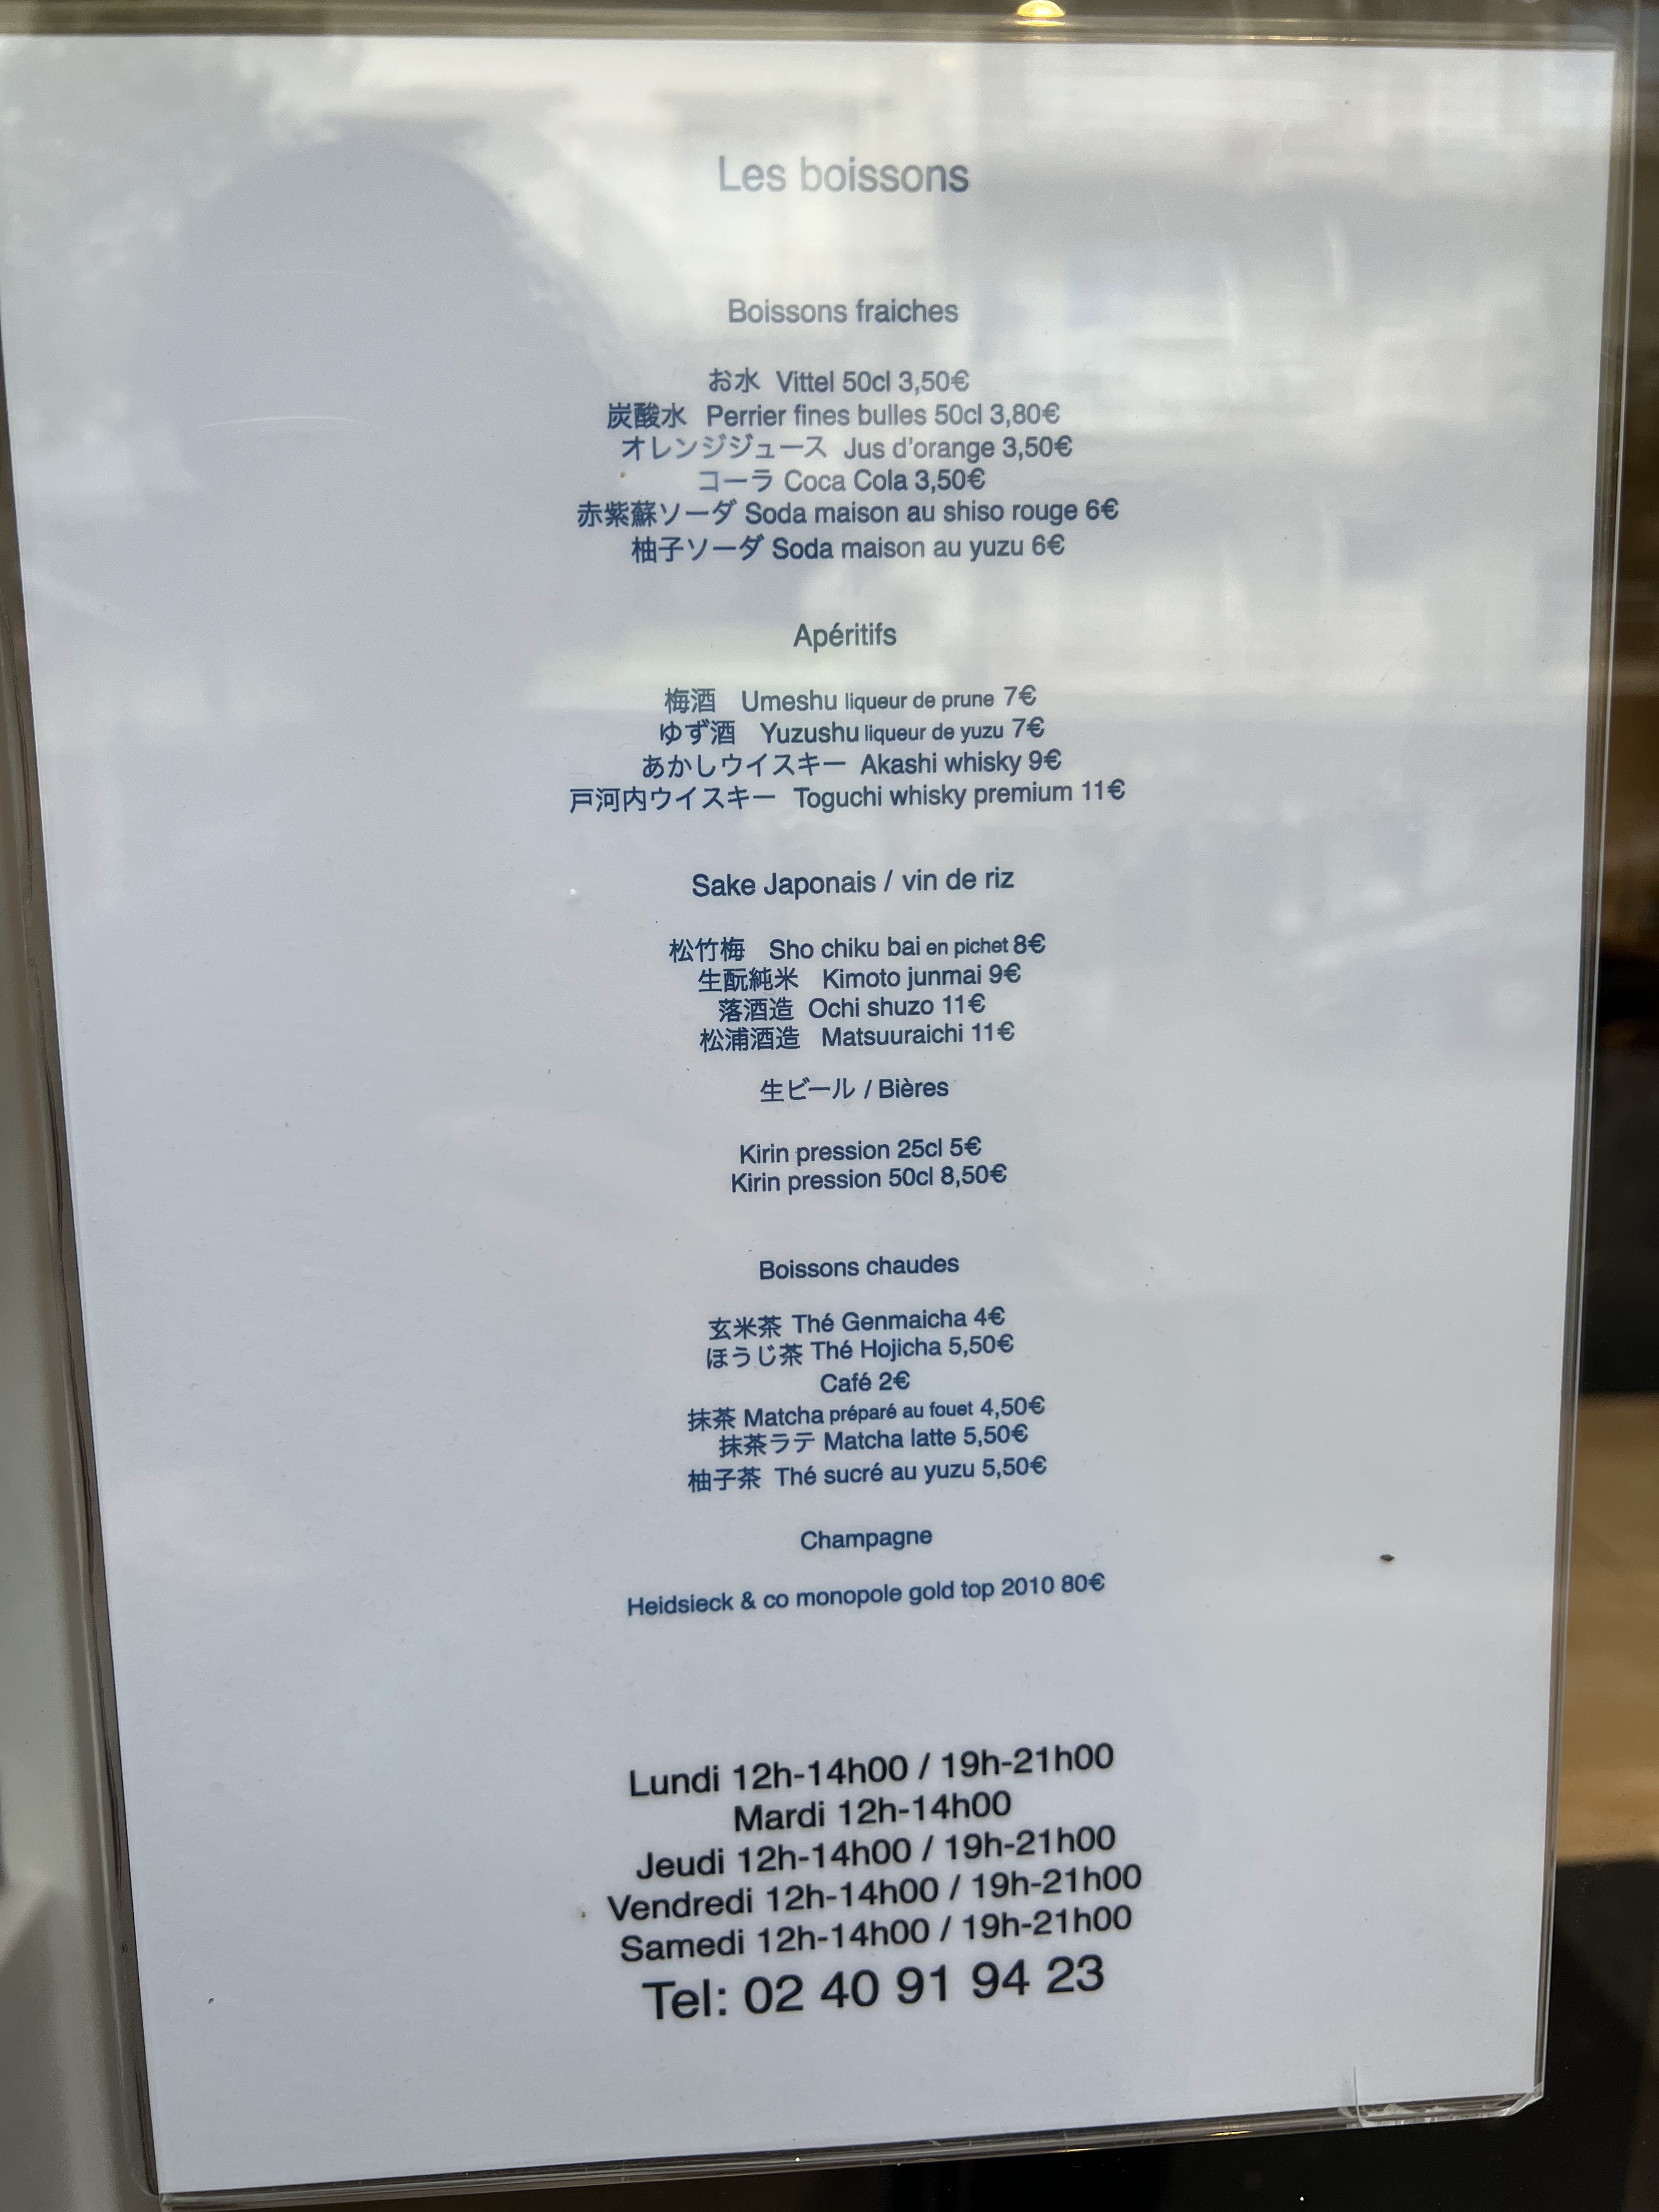 Les boissons
Boissons fraiches
お水 Vittel 50cl 3,50€
炭酸水 Perrier fines bulles 50cl 3,80€
オレンジジュース Jus d'orange 3,50€
コーラ Coca Cola 3,50€
赤紫蘇ソーダ Soda maison au shiso rouge 6€
柚子ソーダ Soda maison au yuzu 6€
Apéritifs
梅酒 Umeshu liqueur de prune 7€
ゆず酒 Yuzushu liqueur de yuzu 7€
あかしウイスキー Akashi whisky 9€
戸河内ウイスキー Toguchi whisky premium 11€
Sake Japonais / vin de riz
松竹梅 Sho chiku bai en pichet 8€
生酛純米 Kimoto junmai 9€
落酒造 Ochi shuzo 11€
松浦酒造 Matsuuraichi 11€
生ビール / Bières
Kirin pression 25cl 5€
Kirin pression 50cl 8,50€
Boissons chaudes
玄米茶 Thé Genmaicha 4€
ほうじ茶 Thé Hojicha 5,50€
Café 2€
抹茶 Matcha préparé au fouet 4,50€
抹茶ラテ Matcha latte 5,50€
柚子茶 Thé sucré au yuzu 5,50€
Champagne
Heidsieck & co monopole gold top 2010 80€
Lundi 12h-14h00 / 19h-21h00
Mardi 12h-14h00
Jeudi 12h-14h00 / 19h-21h00
Vendredi 12h-14h00 / 19h-21h00
Samedi 12h-14h00 / 19h-21h00
Tel: 02 40 91 94 23